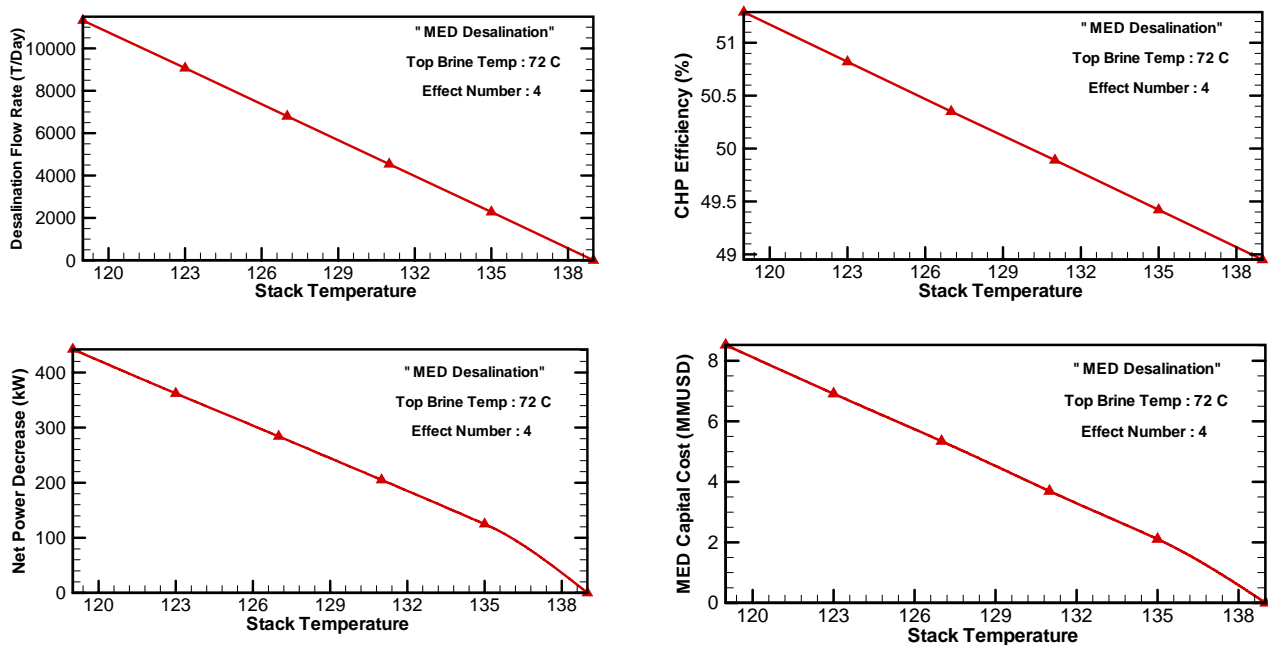 Desalination Flow Rate (T/Day)
10000
8000
6000
4000
2000
0
"MED Desalination"
Top Brine Temp : 72 C
Effect Number : 4
120 123 126 129 132 135 138
Stack Temperature
CHP Efficiency (%)
51
50.5
50
49.5
49
"MED Desalination"
Top Brine Temp : 72 C
Effect Number : 4
120 123 126 129 132 135 138
Stack Temperature
Net Power Decrease (kW)
400
300
200
100
0
"MED Desalination"
Top Brine Temp : 72 C
Effect Number : 4
120 123 126 129 132 135 138
Stack Temperature
MED Capital Cost (MMUSD)
8
6
4
2
0
"MED Desalination"
Top Brine Temp : 72 C
Effect Number : 4
120 123 126 129 132 135 138
Stack Temperature